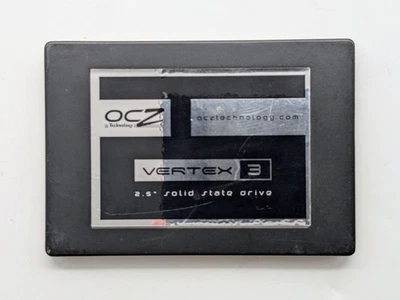 OCZ
Technology
ocztechnology.com
VERTEX 3
2.5" solid state drive